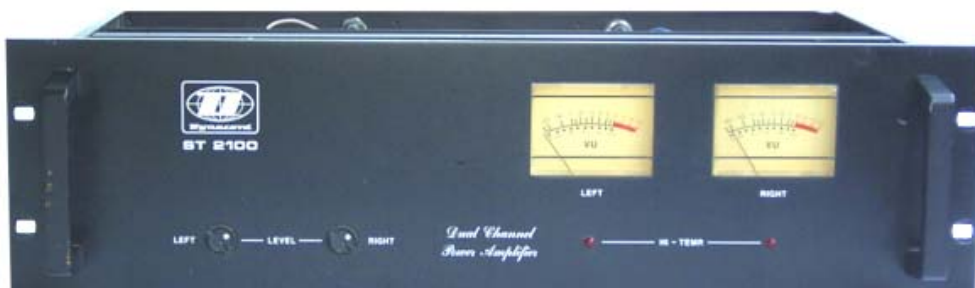 Dynacord
ST 2100
VU
VU
LEFT
RIGHT
LEFT
LEVEL
RIGHT
Dual Channel
Power Amplifier
HI-TEMP.